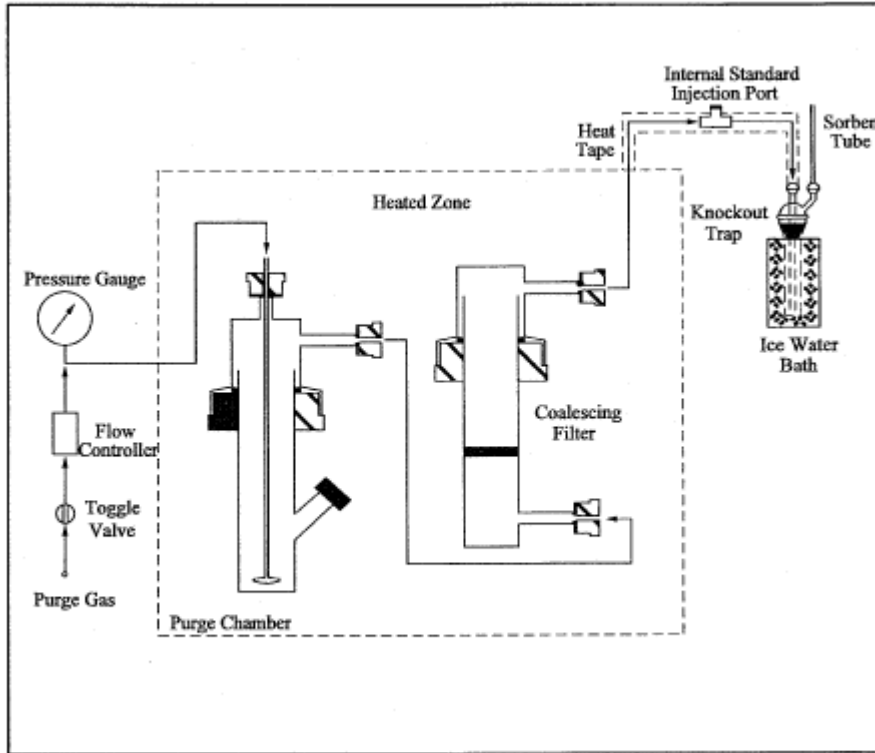 Internal Standard
Injection Port
Heat
Tape
Sorben
Tube
Heated Zone
Knockout
Trap
Pressure Gauge
Ice Water
Bath
Coalescing
Filter
Flow
Controller
Toggle
Valve
Purge Gas
Purge Chamber